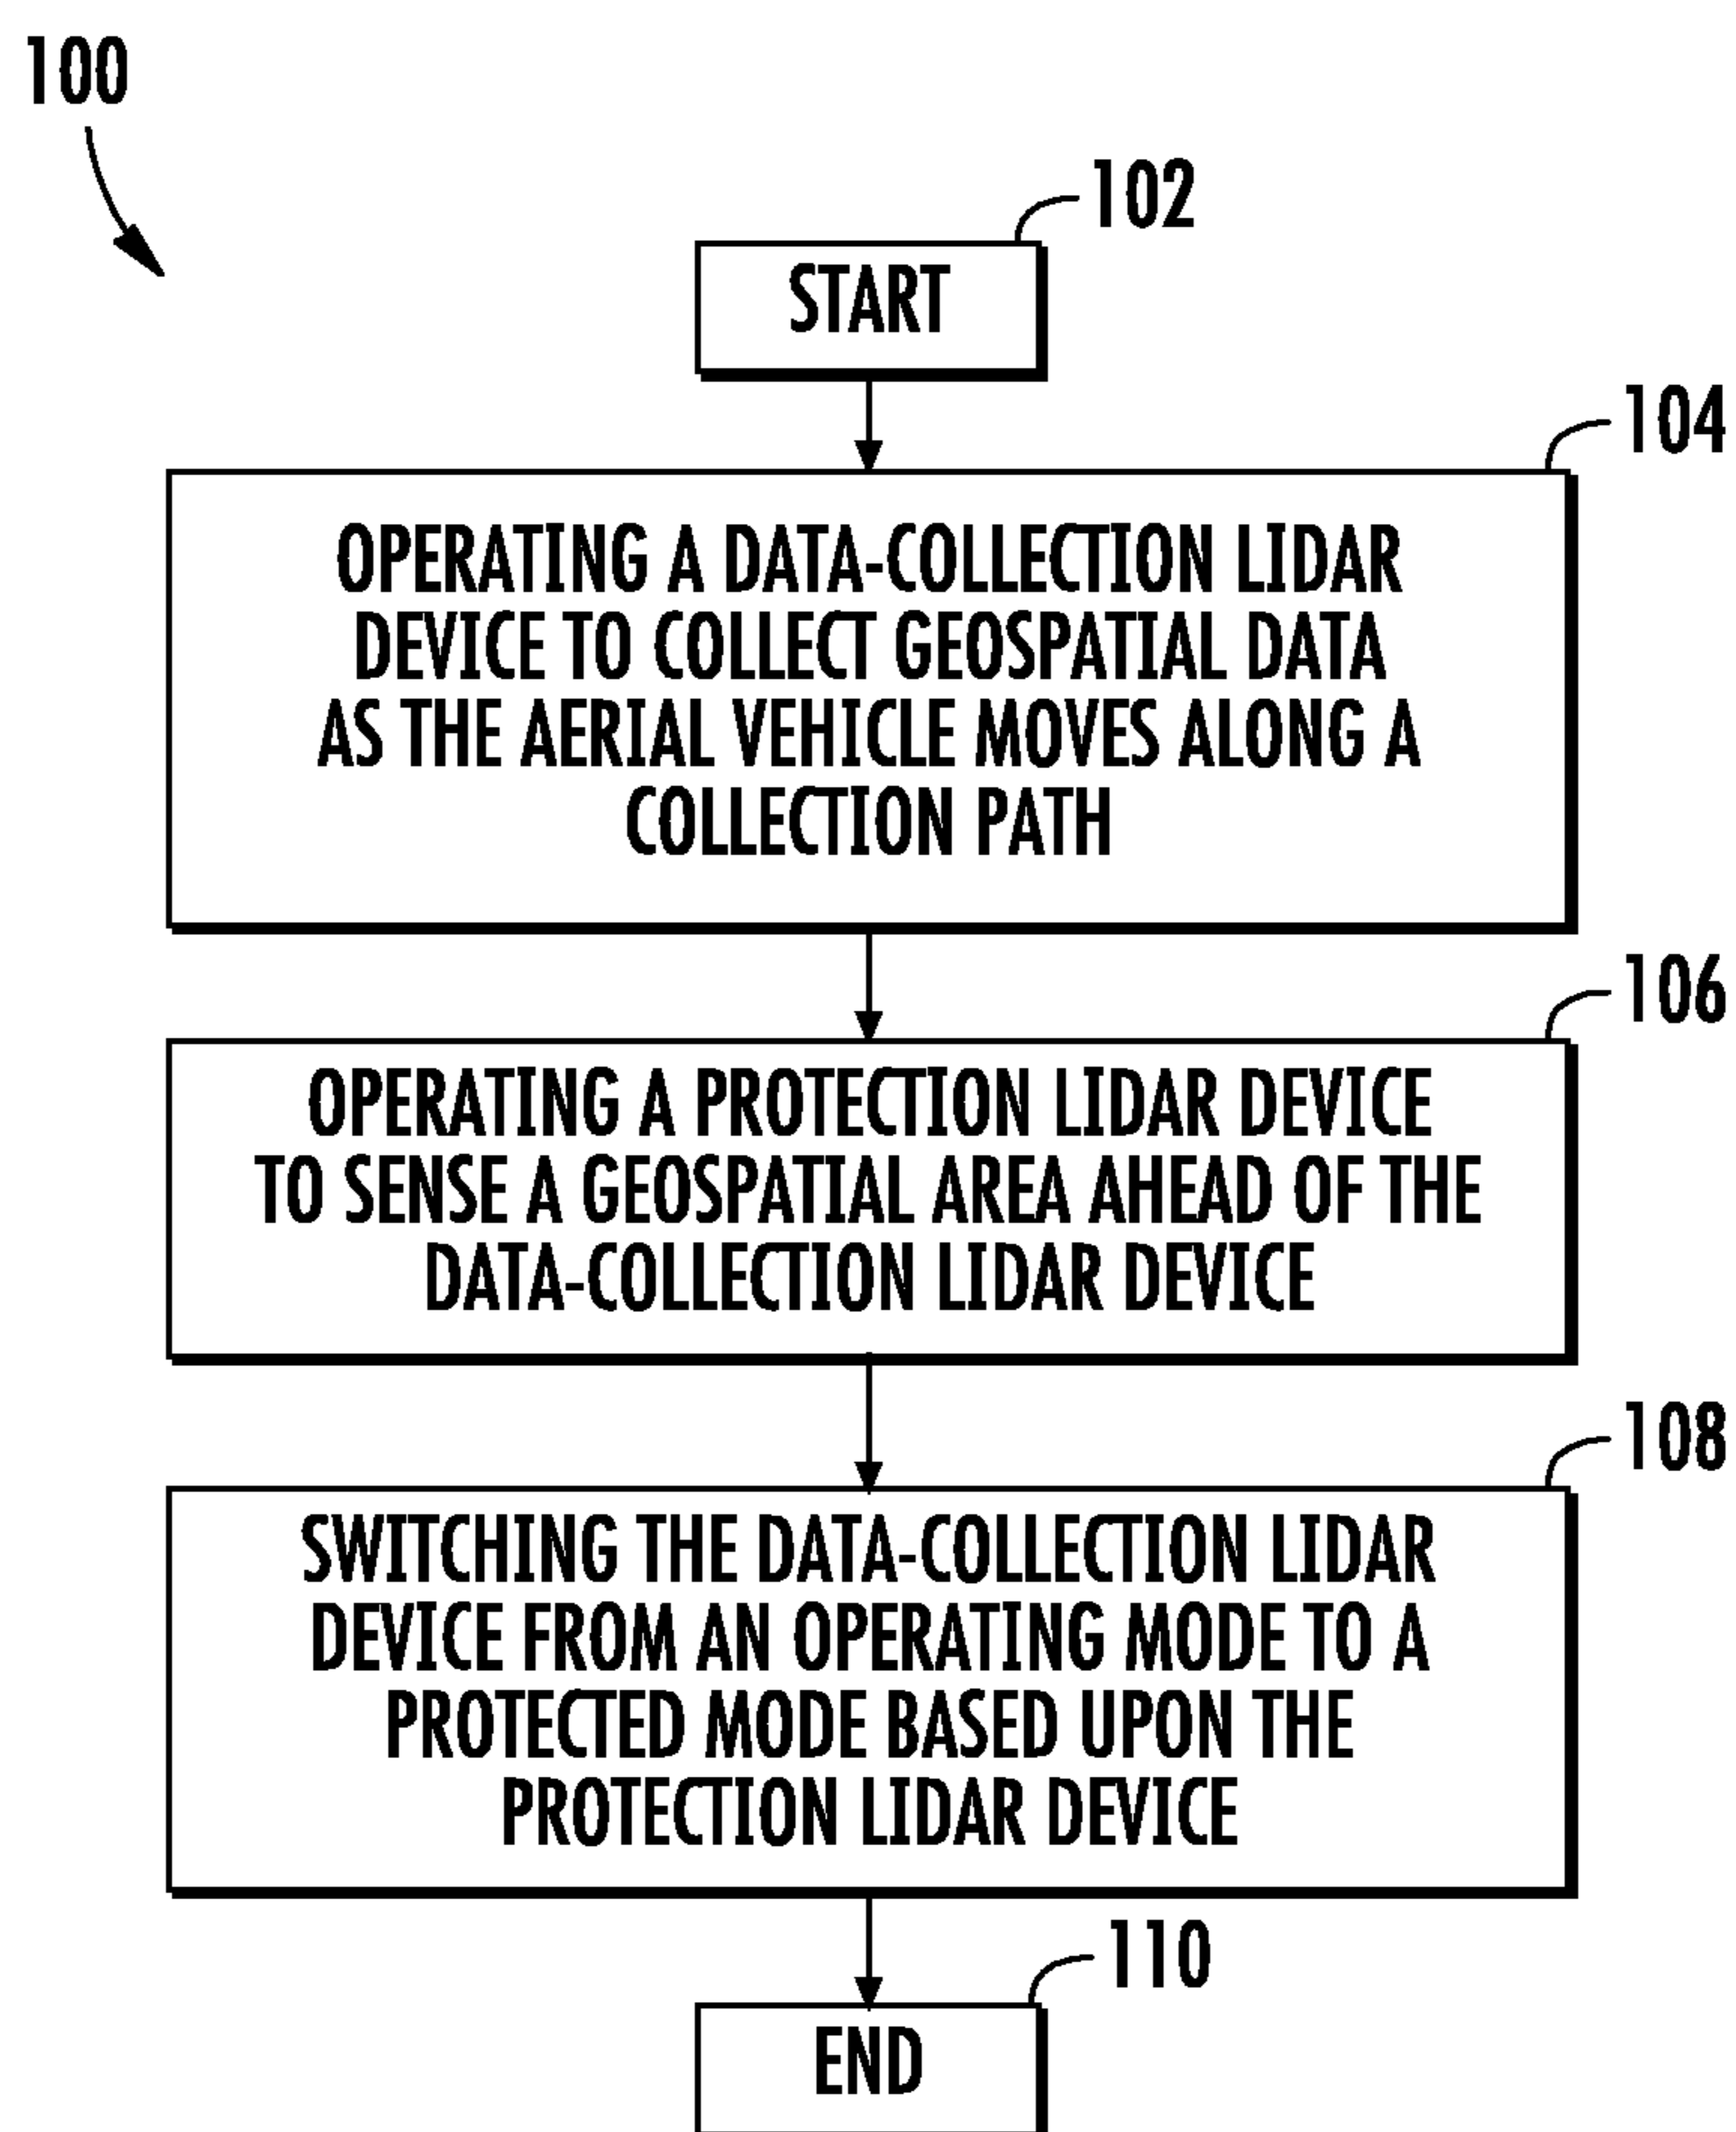 100
102
START
104
OPERATING A DATA-COLLECTION LIDAR
DEVICE TO COLLECT GEOSPATIAL DATA
AS THE AERIAL VEHICLE MOVES ALONG A
COLLECTION PATH
106
OPERATING A PROTECTION LIDAR DEVICE
TO SENSE A GEOSPATIAL AREA AHEAD OF THE
DATA-COLLECTION LIDAR DEVICE
108
SWITCHING THE DATA-COLLECTION LIDAR
DEVICE FROM AN OPERATING MODE TO A
PROTECTED MODE BASED UPON THE
PROTECTION LIDAR DEVICE
110
END